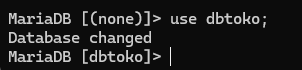 MariaDB [(none)]> use dbtoko;
Database changed
MariaDB [dbtoko]>